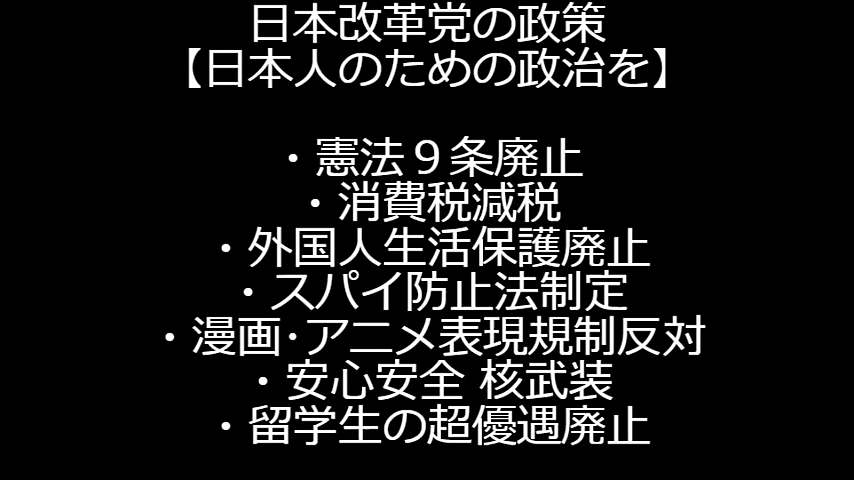 日本改革党の政策
【日本人のための政治を】
・憲法９条廃止
・消費税減税
・外国人生活保護廃止
・スパイ防止法制定
・漫画･アニメ表現規制反対
・安心安全 核武装
・留学生の超優遇廃止